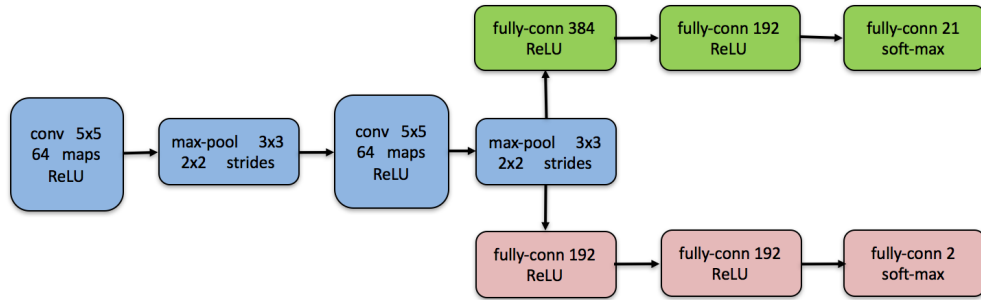 conv 5x5
64 maps
ReLU
max-pool 3x3
2x2 strides
conv 5x5
64 maps
ReLU
max-pool 3x3
2x2 strides
fully-conn 384
ReLU
fully-conn 192
ReLU
fully-conn 21
soft-max
fully-conn 192
ReLU
fully-conn 192
ReLU
fully-conn 2
soft-max